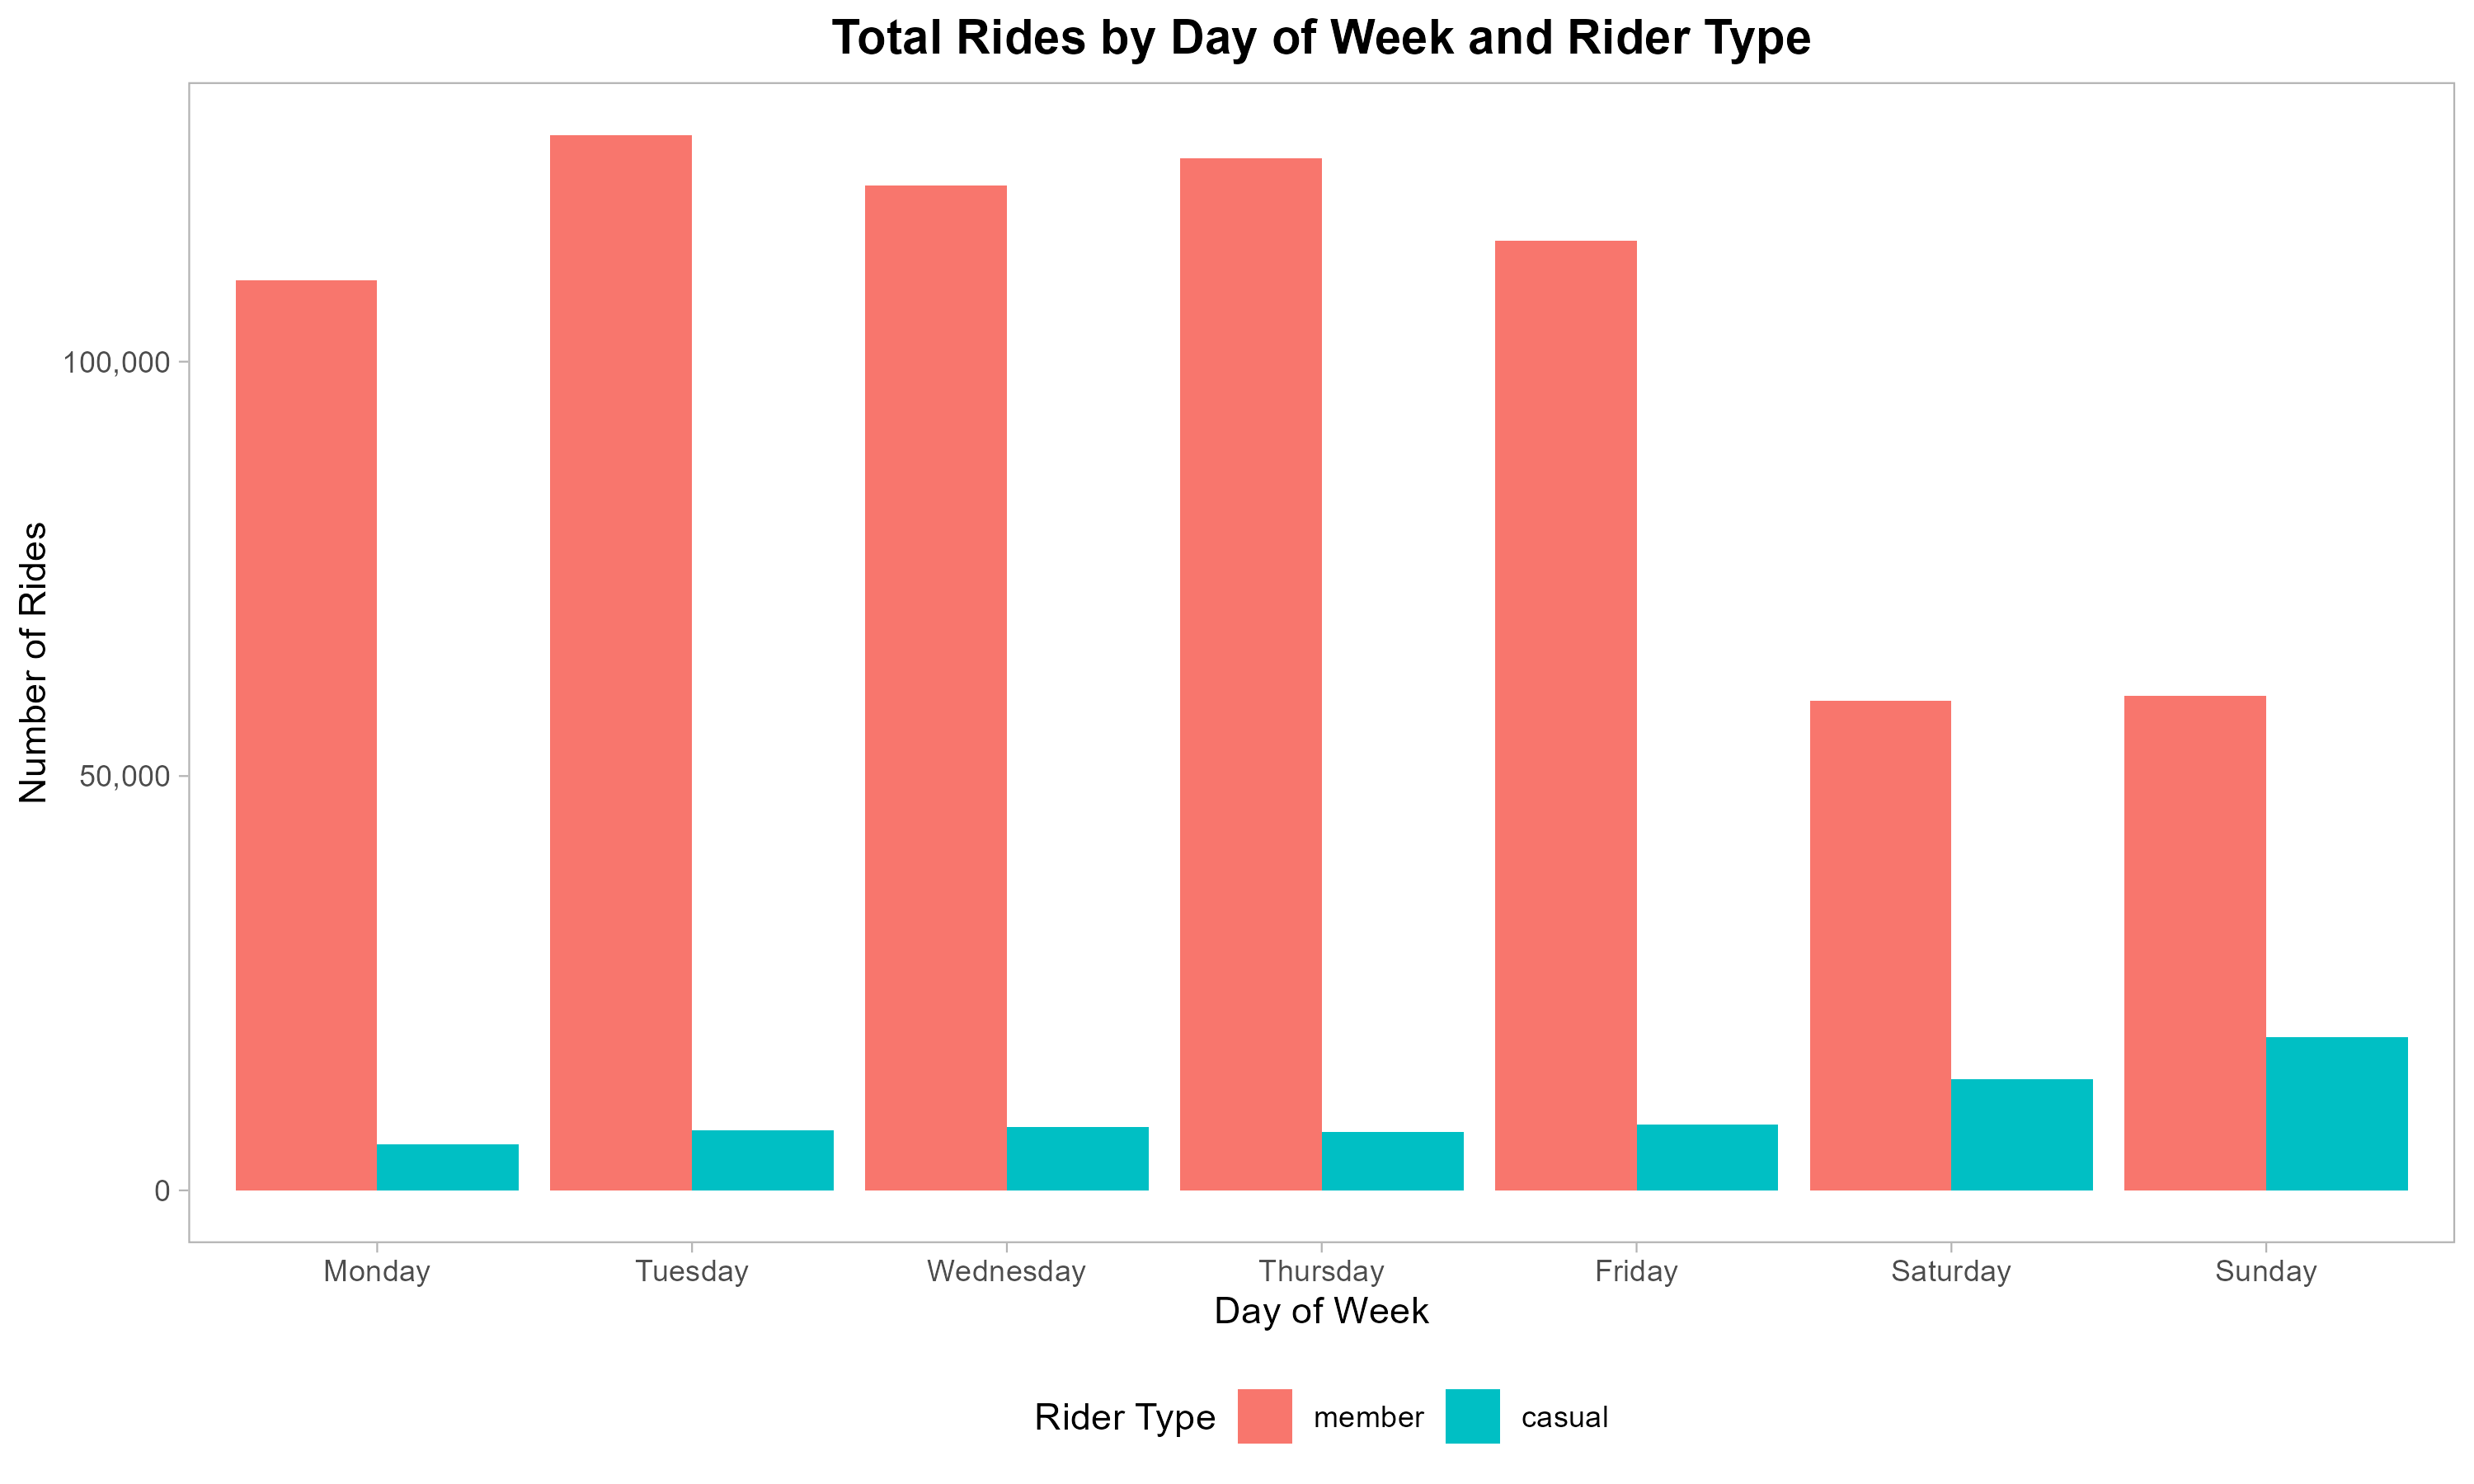 Total Rides by Day of Week and Rider Type
Number of Rides
100,000
50,000
0
Monday Tuesday Wednesday Thursday Friday Saturday Sunday
Day of Week
Rider Type member casual